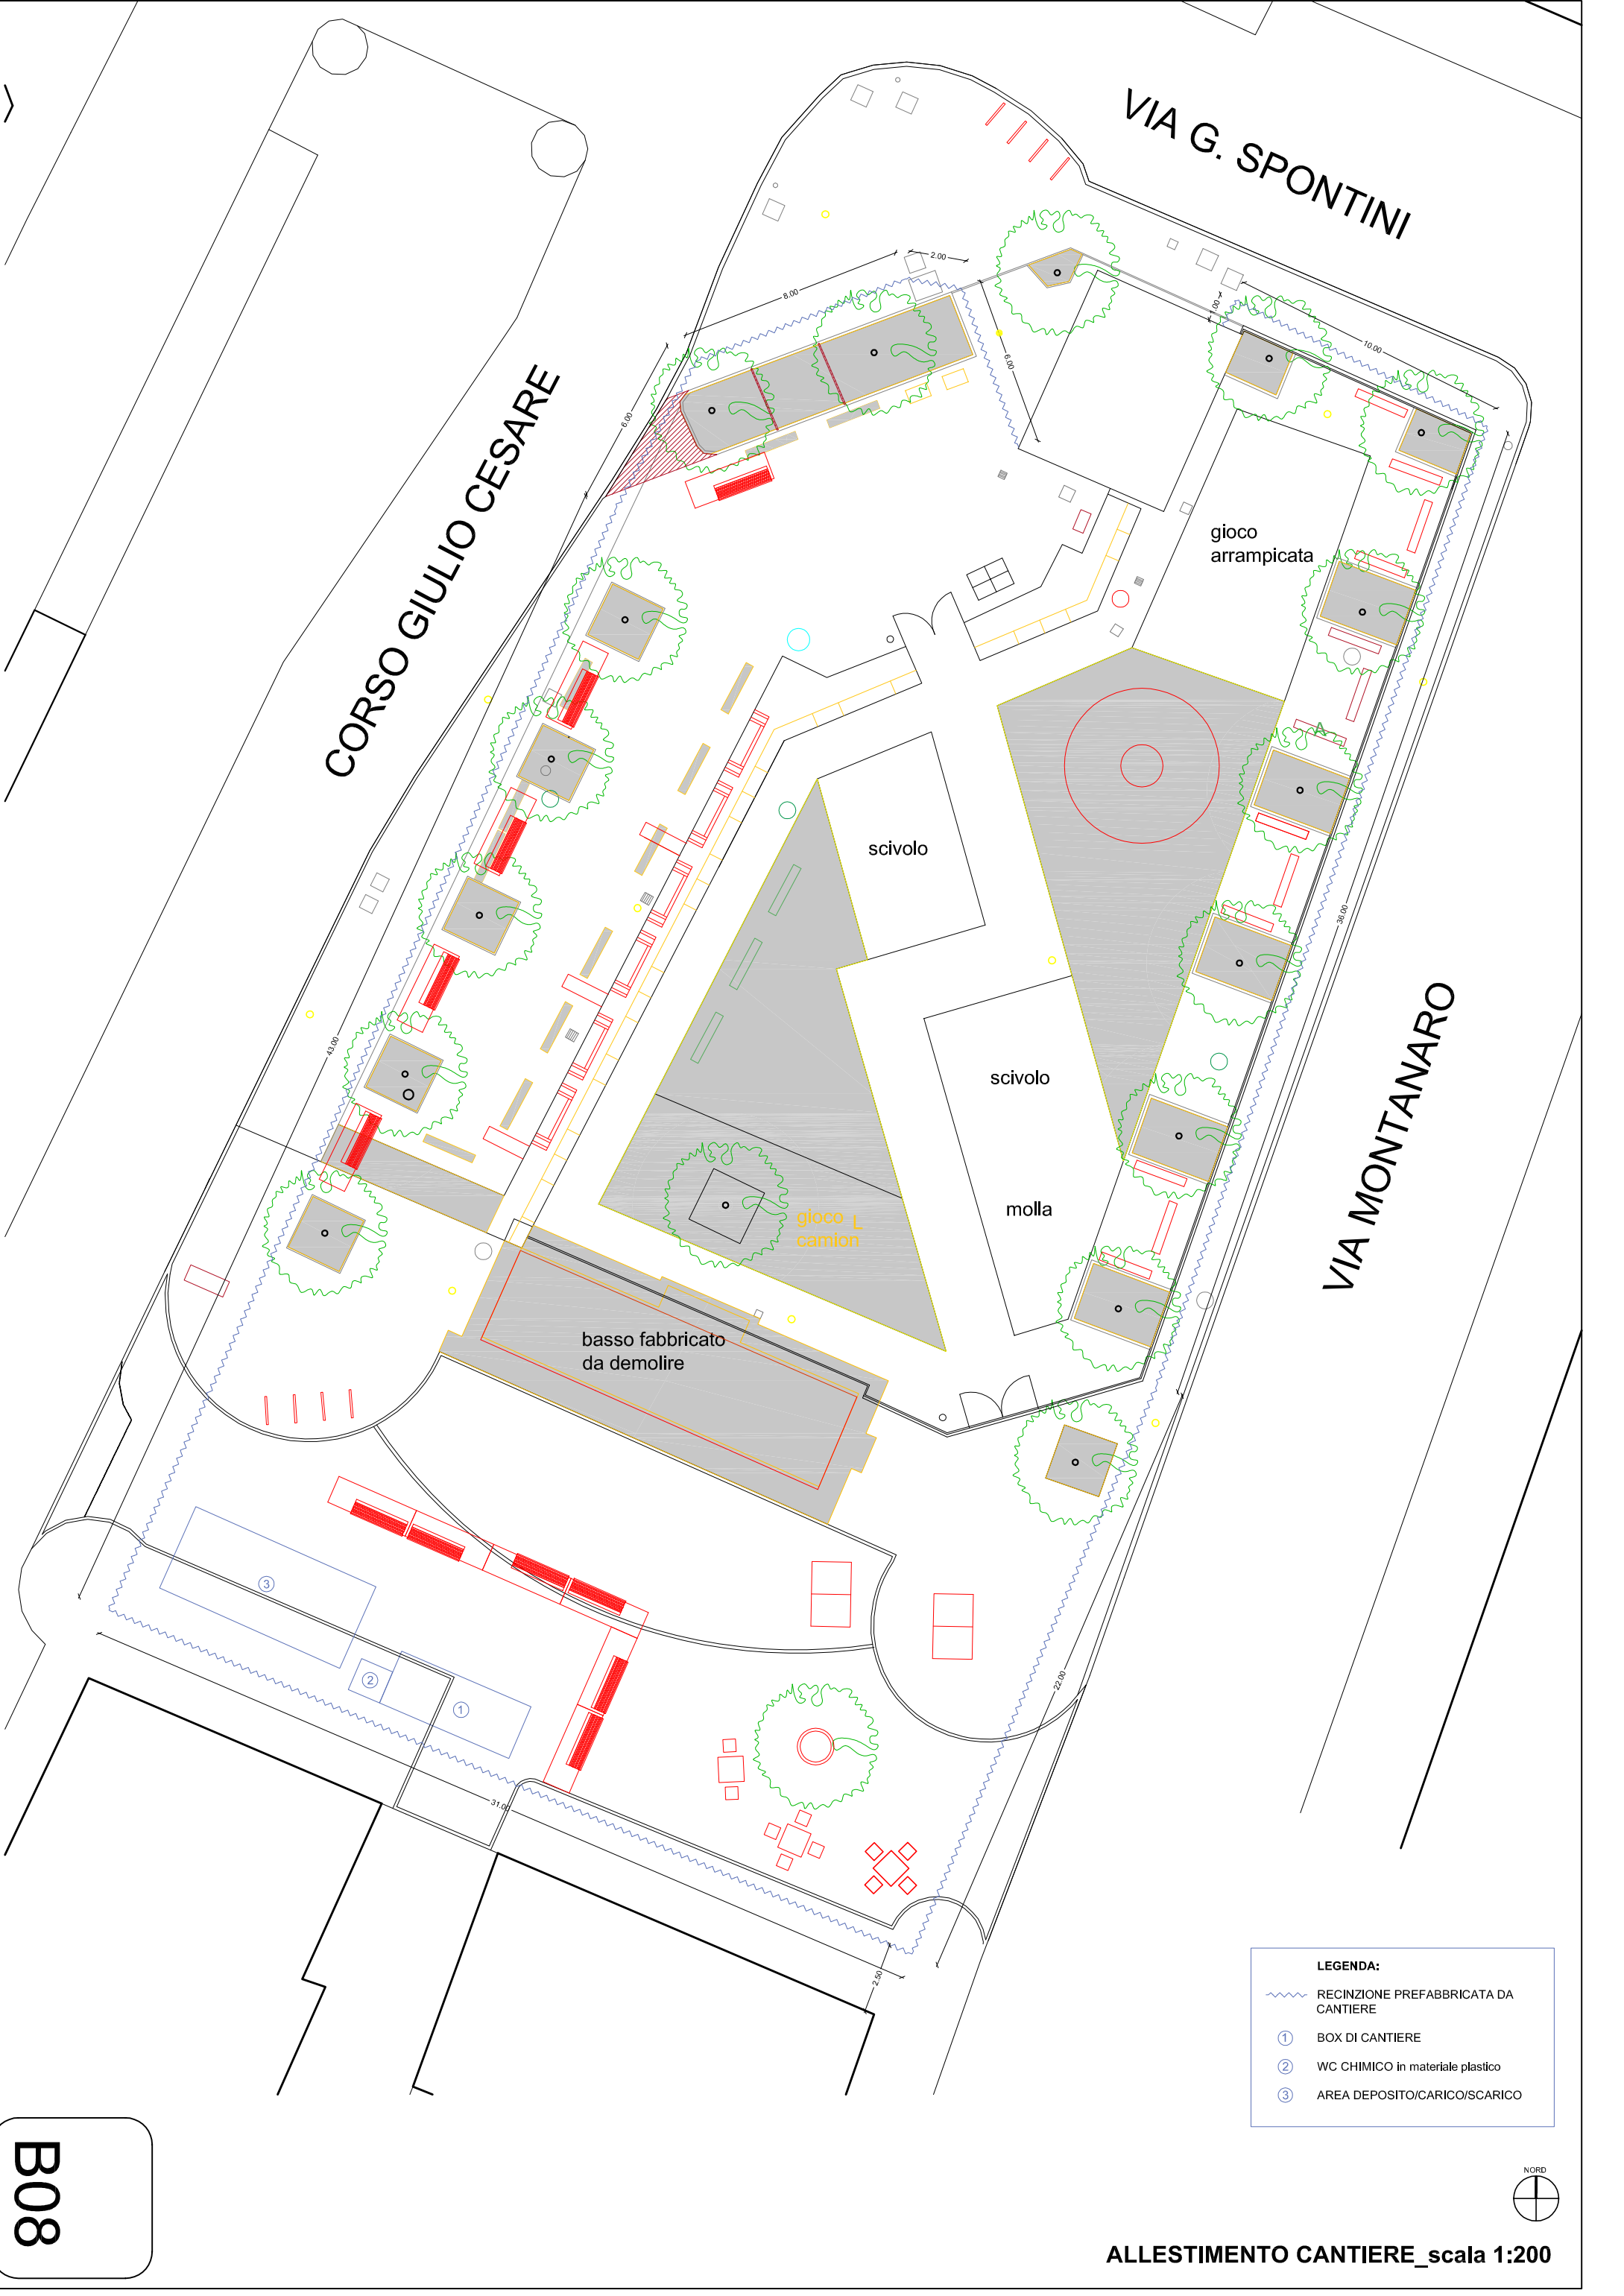 VIA G. SPONTINI
2.00
8.00
1.00
10.00
6.00
6.00
CORSO GIULIO CESARE
gioco
arrampicata
scivolo
36.00
43.00
scivolo
VIA MONTANARO
molla
gioco L
camion
basso fabbricato
da demolire
3
2
1
22.00
31.00
2.50
LEGENDA:
RECINZIONE PREFABBRICATA DA
CANTIERE
1 BOX DI CANTIERE
2 WC CHIMICO in materiale plastico
3 AREA DEPOSITO/CARICO/SCARICO
B08
NORD
ALLESTIMENTO CANTIERE_scala 1:200